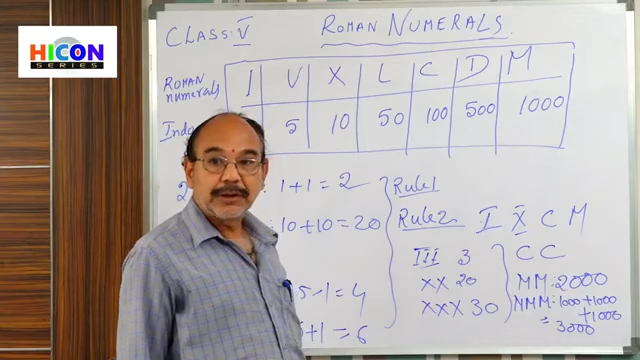 HICON
SERIES
CLASS: V
ROMAN NUMERALS
ROMAN numerals I V X L C D M
5 10 50 100 500 1000
2
1+1=2
10+10=20
5-1=4
+1=6
Rule1
Rule2 I X C M
III 3
XX 20
XXX 30
CC
MM:2000
MMM:1000+1000
+1000
=3000